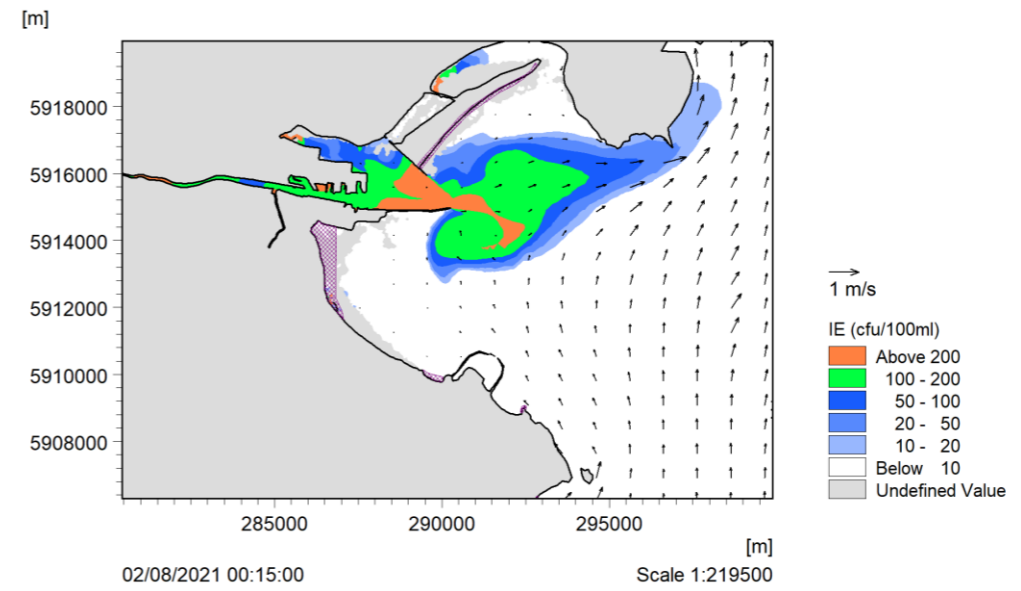 [m]
5918000
5916000
5914000
5912000
5910000
5908000
285000 290000 295000
[m]
02/08/2021 00:15:00 Scale 1:219500
1 m/s
IE (cfu/100ml)
Above 200
100 - 200
50 - 100
20 - 50
10 - 20
Below 10
Undefined Value